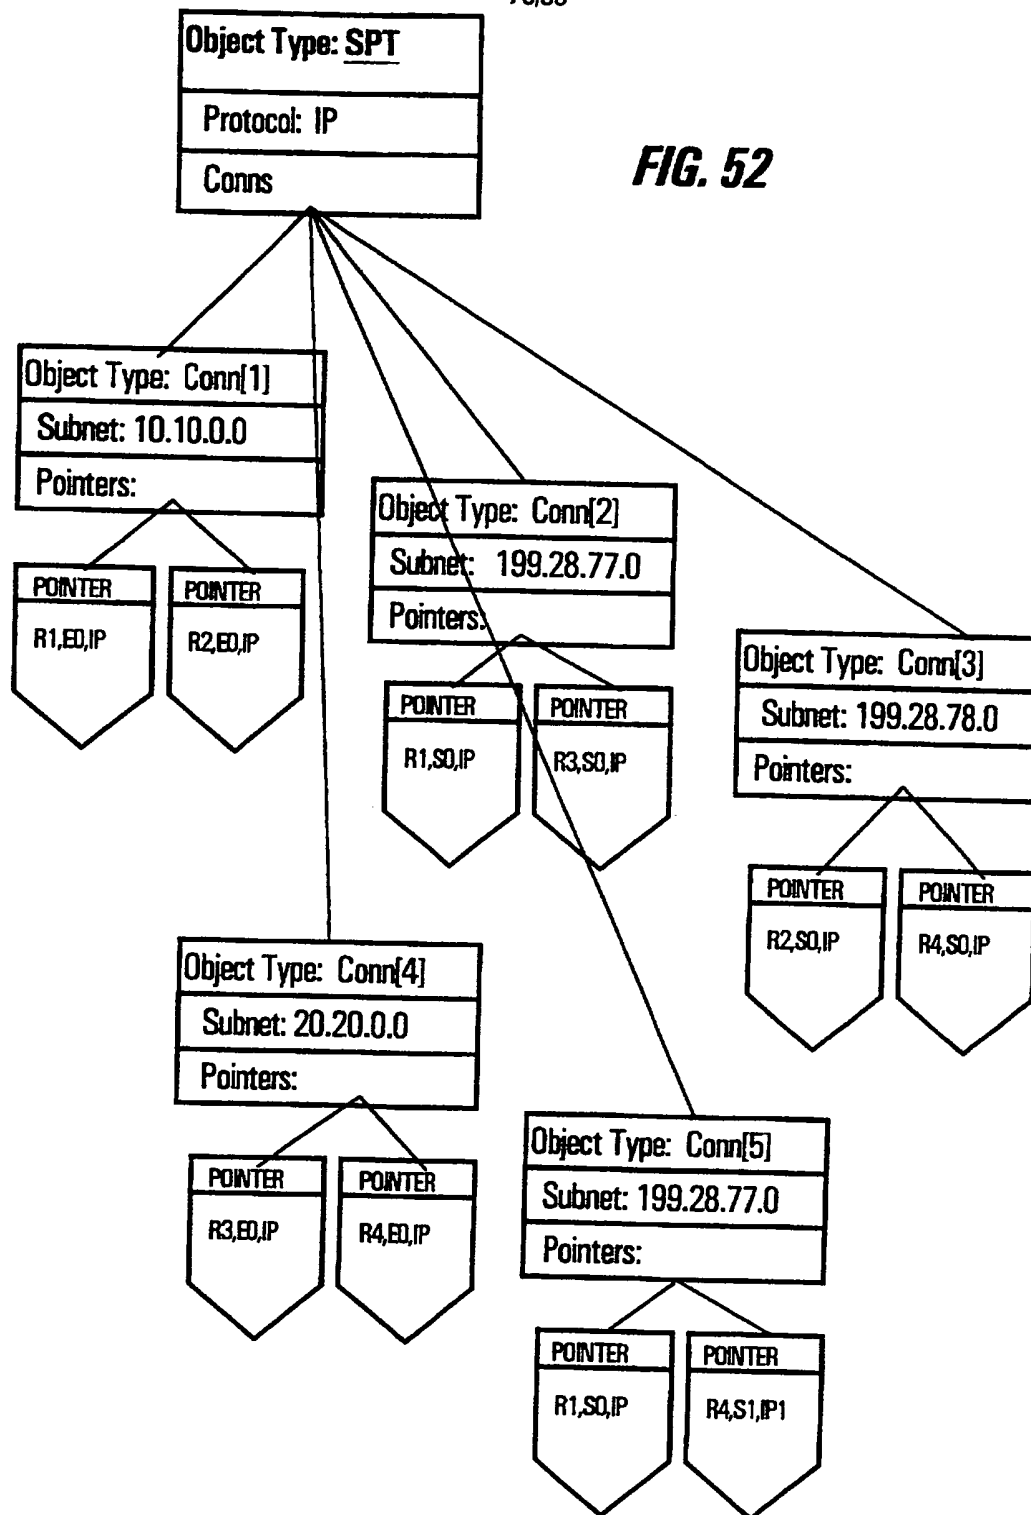 Object Type: SPT
Protocol: IP
Conns
FIG. 52
Object Type: Conn[1]
Subnet: 10.10.0.0
Pointers:
POINTER
R1,E0,IP
POINTER
R2,E0,IP
Object Type: Conn[2]
Subnet: 199.28.77.0
Pointers:
POINTER
R1,S0,IP
POINTER
R3,S0,IP
Object Type: Conn[3]
Subnet: 199.28.78.0
Pointers:
POINTER
R2,S0,IP
POINTER
R4,S0,IP
Object Type: Conn[4]
Subnet: 20.20.0.0
Pointers:
POINTER
R3,E0,IP
POINTER
R4,E0,IP
Object Type: Conn[5]
Subnet: 199.28.77.0
Pointers:
POINTER
R1,S0,IP
POINTER
R4,S1,IP1